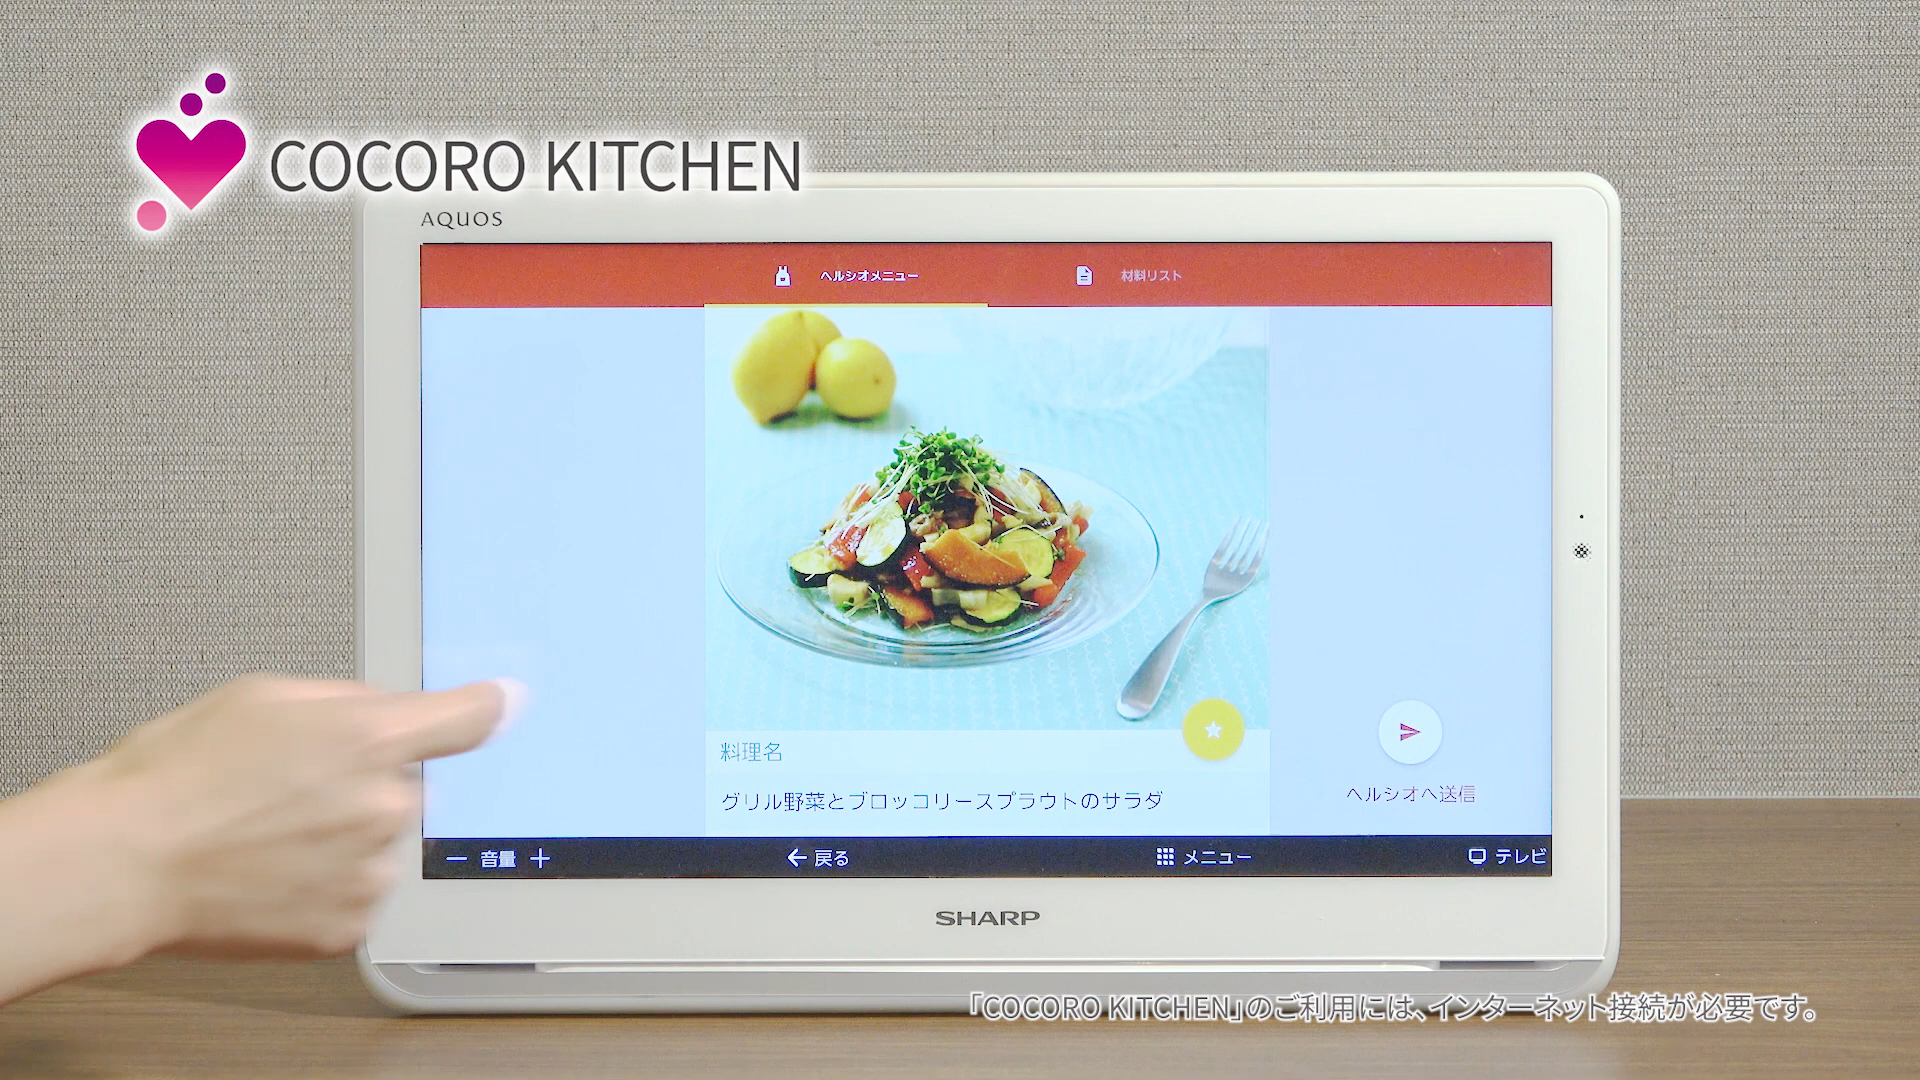 COCORO KITCHEN
AQUOS
ヘルシオメニュー
材料リスト
料理名
グリル野菜とブロッコリースプラウトのサラダ
ヘルシオへ送信
― 音量 ＋
← 戻る
メニュー
テレビ
SHARP
「COCORO KITCHEN」のご利用には、インターネット接続が必要です。